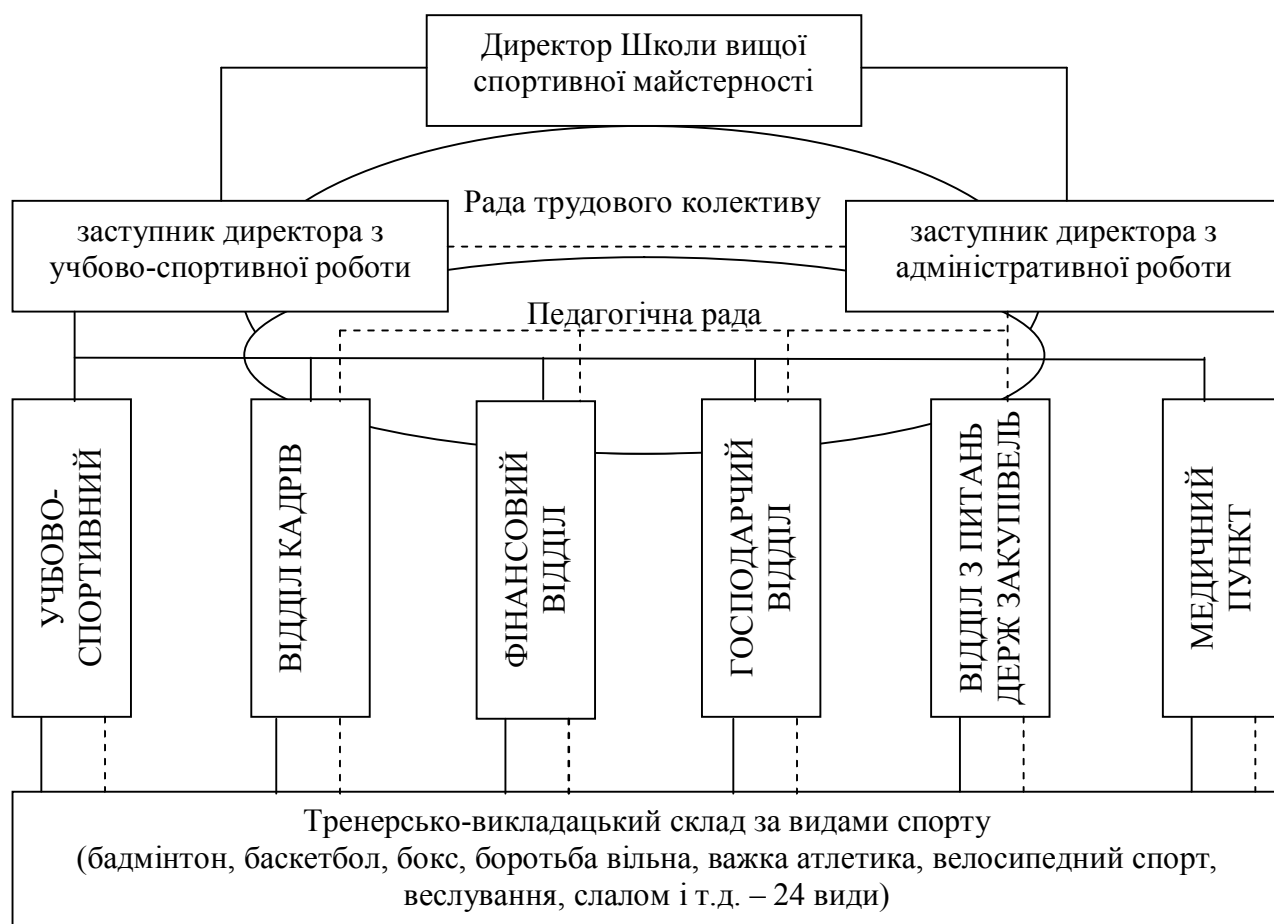 Директор Школи вищої
спортивної майстерності
Рада трудового колективу
заступник директора з
учбово-спортивної роботи
заступник директора з
адміністративної роботи
Педагогічна рада
УЧБОВО-
СПОРТИВНИЙ
ВІДДІЛ КАДРІВ
ФІНАНСОВИЙ
ВІДДІЛ
ГОСПОДАРЧИЙ
ВІДДІЛ
ВІДДІЛ З ПИТАНЬ
ДЕРЖ ЗАКУПІВЕЛЬ
МЕДИЧНИЙ
ПУНКТ
Тренерсько-викладацький склад за видами спорту
(бадмінтон, баскетбол, бокс, боротьба вільна, важка атлетика, велосипедний спорт,
веслування, слалом і т.д. – 24 види)